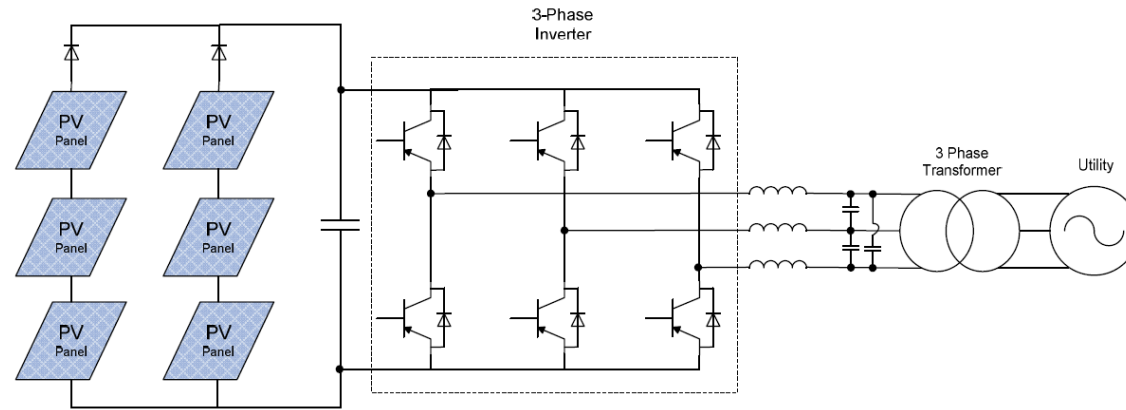 3-Phase
Inverter
PV
Panel
PV
Panel
3 Phase
Transformer
Utility
PV
Panel
PV
Panel
PV
Panel
PV
Panel